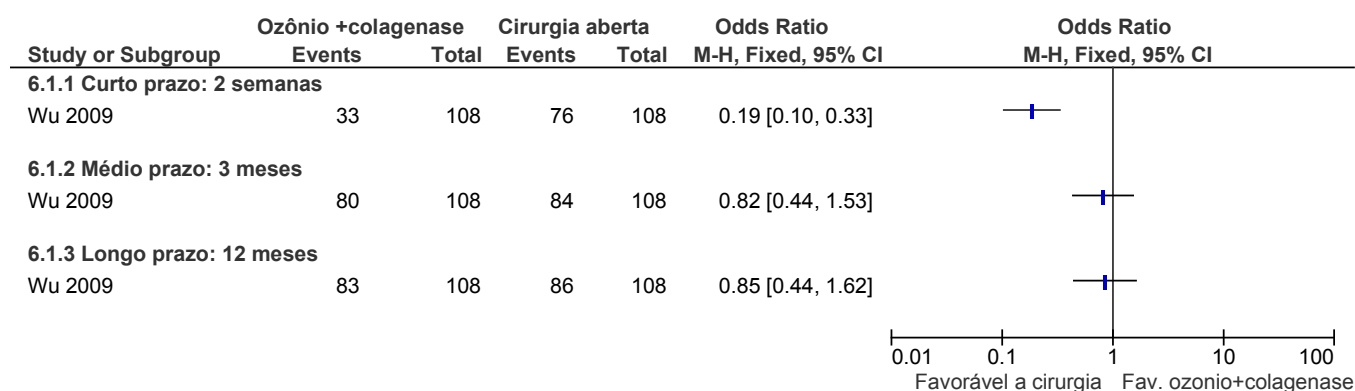 Ozônio +colagenase Cirurgia aberta Odds Ratio Odds Ratio
Study or Subgroup Events Total Events Total M-H, Fixed, 95% CI M-H, Fixed, 95% CI
6.1.1 Curto prazo: 2 semanas
Wu 2009 33 108 76 108 0.19 [0.10, 0.33]
6.1.2 Médio prazo: 3 meses
Wu 2009 80 108 84 108 0.82 [0.44, 1.53]
6.1.3 Longo prazo: 12 meses
Wu 2009 83 108 86 108 0.85 [0.44, 1.62]
0.01 0.1 1 10 100
Favorável a cirurgia Fav. ozonio+colagenase